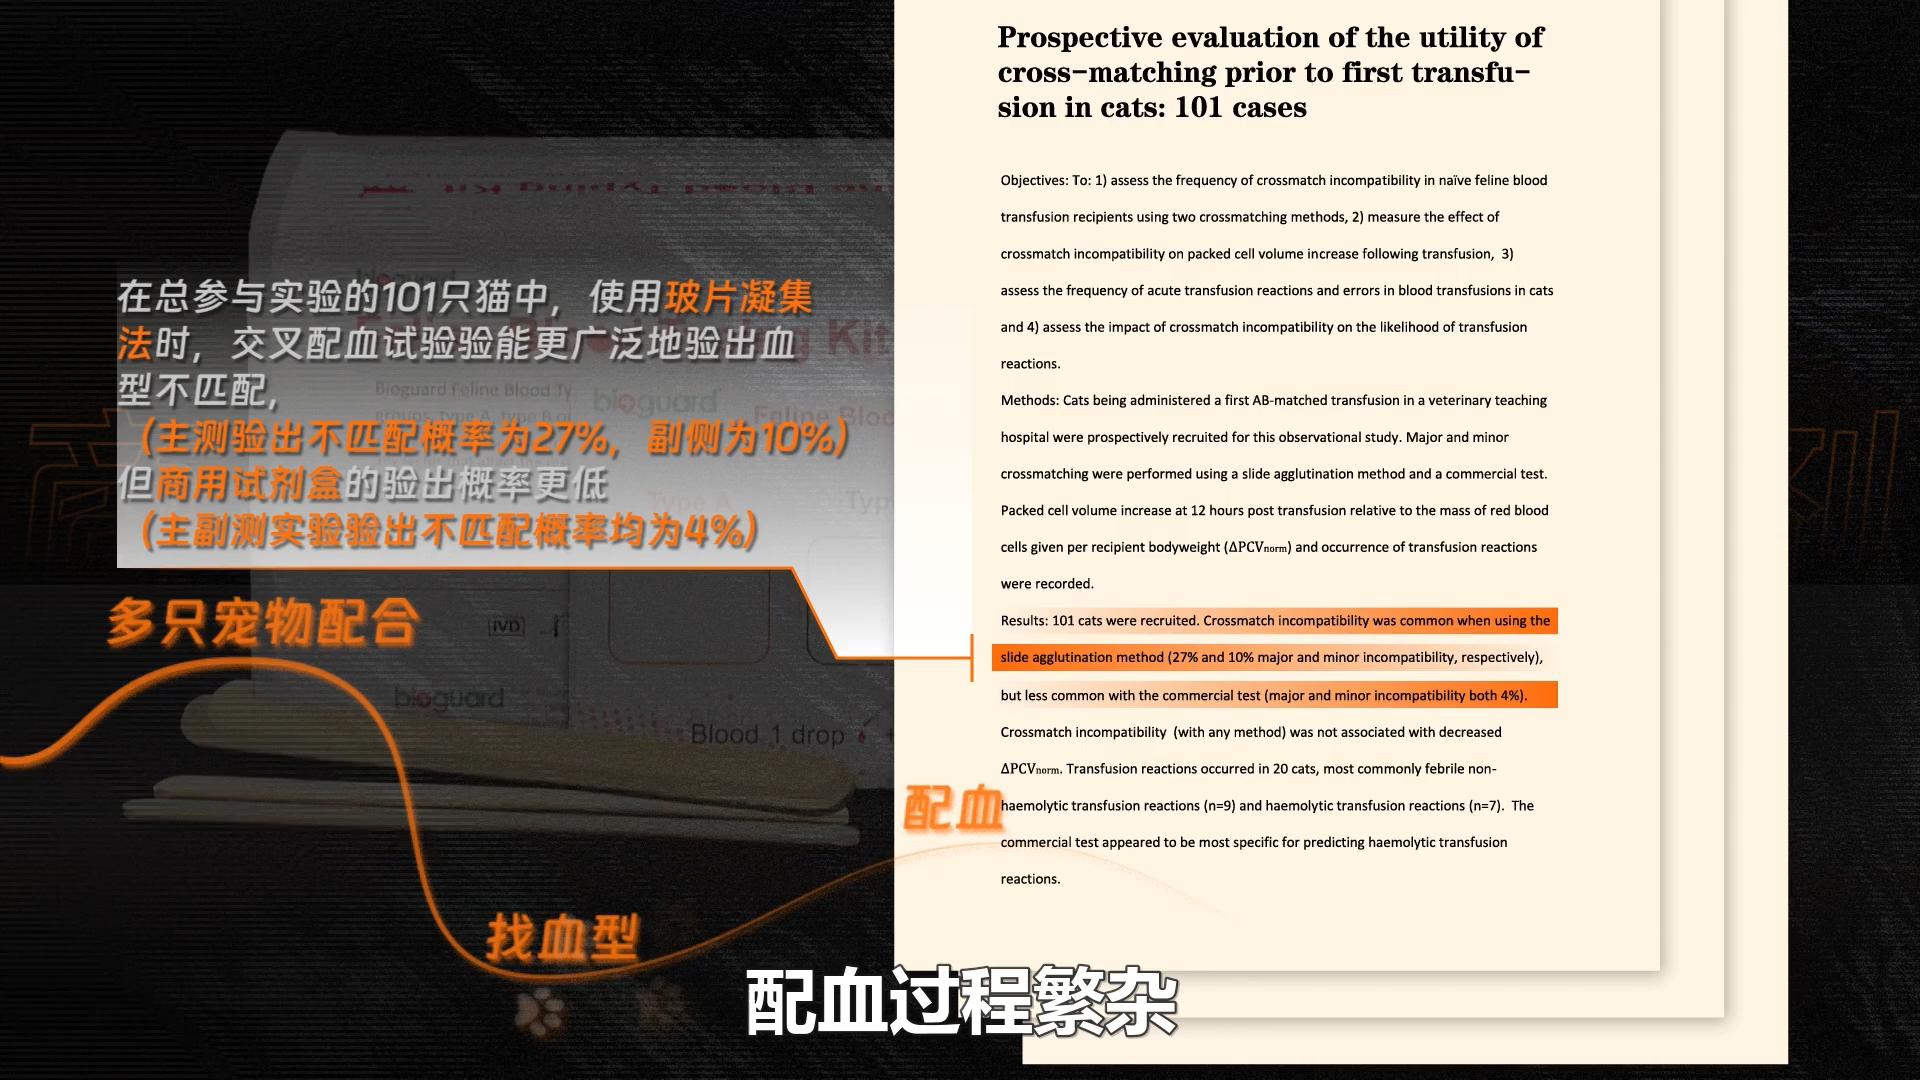 Prospective evaluation of the utility of
cross-matching prior to first transfu-
sion in cats: 101 cases
Objectives: To: 1) assess the frequency of crossmatch incompatibility in naïve feline blood
transfusion recipients using two crossmatching methods, 2) measure the effect of
crossmatch incompatibility on packed cell volume increase following transfusion, 3)
assess the frequency of acute transfusion reactions and errors in blood transfusions in cats
and 4) assess the impact of crossmatch incompatibility on the likelihood of transfusion
reactions.
Methods: Cats being administered a first AB-matched transfusion in a veterinary teaching
hospital were prospectively recruited for this observational study. Major and minor
crossmatching were performed using a slide agglutination method and a commercial test.
Packed cell volume increase at 12 hours post transfusion relative to the mass of red blood
cells given per recipient bodyweight (ΔPCVnorm) and occurrence of transfusion reactions
were recorded.
Results: 101 cats were recruited. Crossmatch incompatibility was common when using the
slide agglutination method (27% and 10% major and minor incompatibility, respectively),
but less common with the commercial test (major and minor incompatibility both 4%).
Crossmatch incompatibility (with any method) was not associated with decreased
ΔPCVnorm. Transfusion reactions occurred in 20 cats, most commonly febrile non-
haemolytic transfusion reactions (n=9) and haemolytic transfusion reactions (n=7). The
commercial test appeared to be most specific for predicting haemolytic transfusion
reactions.
在总参与实验的101只猫中，使用玻片凝集
法时，交叉配血试验验能更广泛地验出血
型不匹配，
（主测验出不匹配概率为27%，副侧为10%）
但商用试剂盒的验出概率更低
（主副测实验验出不匹配概率均为4%）
多只宠物配合
找血型
配血
配血过程繁杂
bioguard
Bioguard Feline Blood Ty
groups, type A, type B o
bioguard
Feline Blood
Type A
Typ
IVD
bioguard
Blood 1 drop